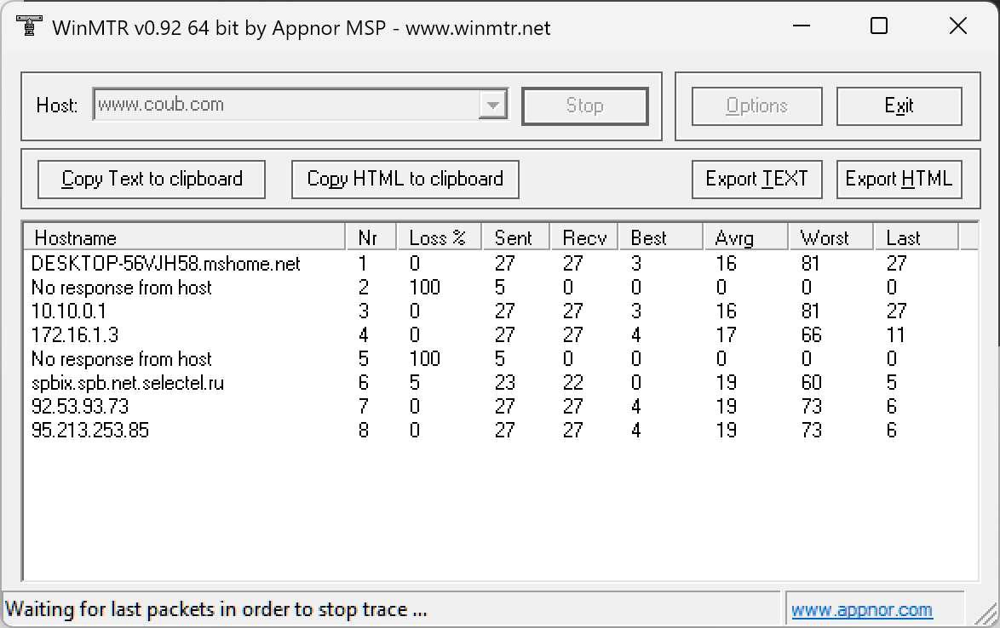 WinMTR v0.92 64 bit by Appnor MSP - www.winmtr.net
Host: www.coub.com Stop Options Exit
Copy Text to clipboard Copy HTML to clipboard Export TEXT Export HTML
Hostname Nr Loss % Sent Recv Best Avrg Worst Last
DESKTOP-56VJH58.mshome.net 1 0 27 27 3 16 81 27
No response from host 2 100 5 0 0 0 0 0
10.10.0.1 3 0 27 27 3 16 81 27
172.16.1.3 4 0 27 27 4 17 66 11
No response from host 5 100 5 0 0 0 0 0
spbix.spb.net.selectel.ru 6 5 23 22 0 19 60 5
92.53.93.73 7 0 27 27 4 19 73 6
95.213.253.85 8 0 27 27 4 19 73 6
Waiting for last packets in order to stop trace ... www.appnor.com